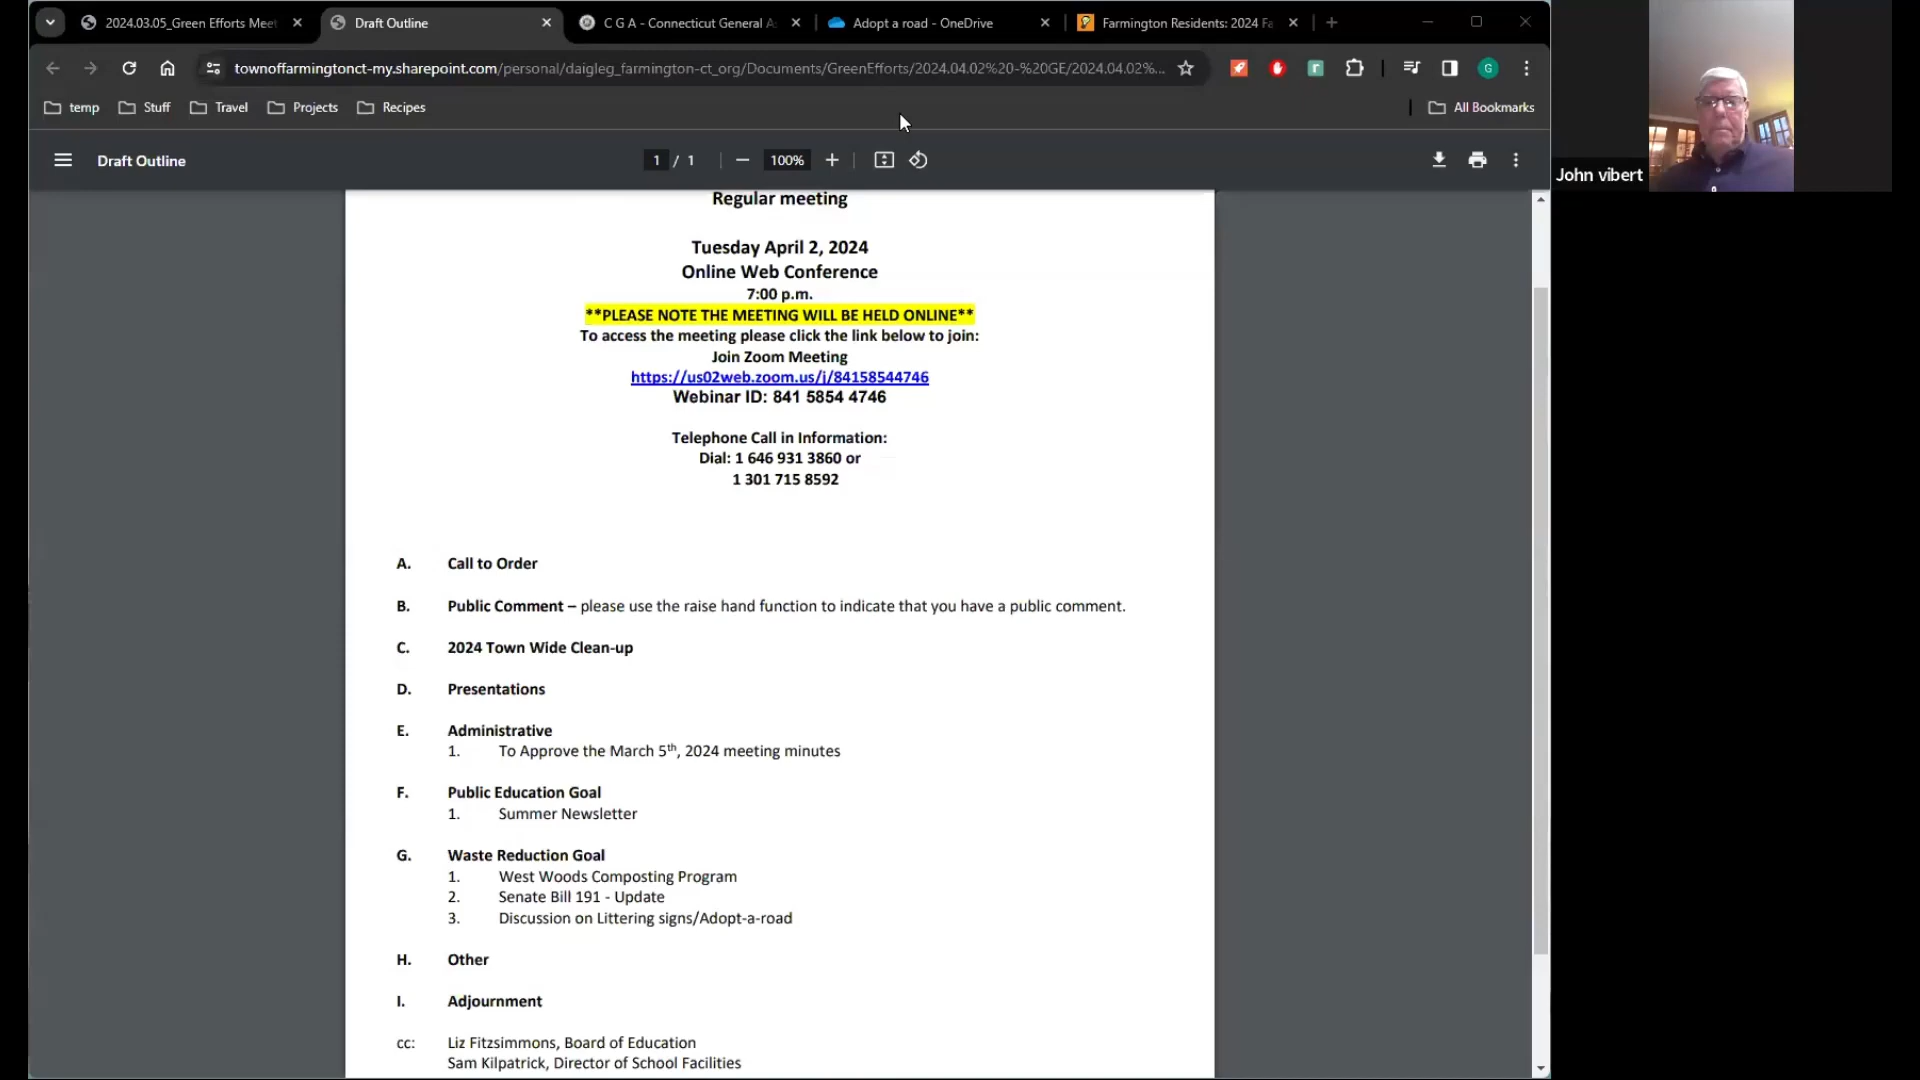 2024.03.05_Green Efforts Meet
Draft Outline
C G A - Connecticut General A
Adopt a road - OneDrive
Farmington Residents: 2024 Fa
townoffarmingtonct-my.sharepoint.com/personal/daigleg_farmington-ct_org/Documents/GreenEfforts/2024.04.02%20-%20GE/2024.04.02%...
G
temp
Stuff
Travel
Projects
Recipes
All Bookmarks
Draft Outline
1 / 1
100%
John vibert
Regular meeting
Tuesday April 2, 2024
Online Web Conference
7:00 p.m.
**PLEASE NOTE THE MEETING WILL BE HELD ONLINE**
To access the meeting please click the link below to join:
Join Zoom Meeting
https://us02web.zoom.us/j/84158544746
Webinar ID: 841 5854 4746
Telephone Call in Information:
Dial: 1 646 931 3860 or
1 301 715 8592
A. Call to Order
B. Public Comment – please use the raise hand function to indicate that you have a public comment.
C. 2024 Town Wide Clean-up
D. Presentations
E. Administrative
1. To Approve the March 5th, 2024 meeting minutes
F. Public Education Goal
1. Summer Newsletter
G. Waste Reduction Goal
1. West Woods Composting Program
2. Senate Bill 191 - Update
3. Discussion on Littering signs/Adopt-a-road
H. Other
I. Adjournment
cc: Liz Fitzsimmons, Board of Education
Sam Kilpatrick, Director of School Facilities